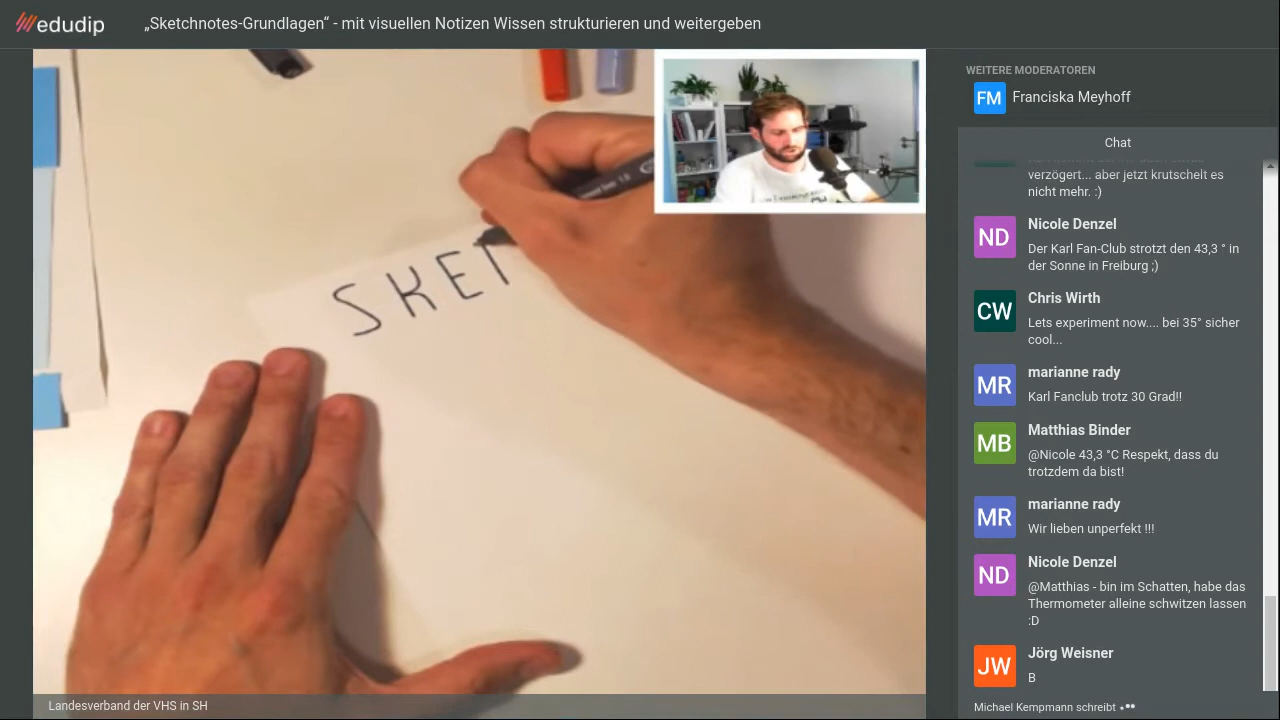 edudip
„Sketchnotes-Grundlagen“ - mit visuellen Notizen Wissen strukturieren und weitergeben
SKET
Landesverband der VHS in SH
WEITERE MODERATOREN
FM
Franciska Meyhoff
Chat
verzögert... aber jetzt krutschelt es
nicht mehr. :)
ND
Nicole Denzel
Der Karl Fan-Club strotzt den 43,3 ° in
der Sonne in Freiburg ;)
CW
Chris Wirth
Lets experiment now.... bei 35° sicher
cool...
MR
marianne rady
Karl Fanclub trotz 30 Grad!!
MB
Matthias Binder
@Nicole 43,3 °C Respekt, dass du
trotzdem da bist!
MR
marianne rady
Wir lieben unperfekt !!!
ND
Nicole Denzel
@Matthias - bin im Schatten, habe das
Thermometer alleine schwitzen lassen
:D
JW
Jörg Weisner
B
Michael Kempmann schreibt